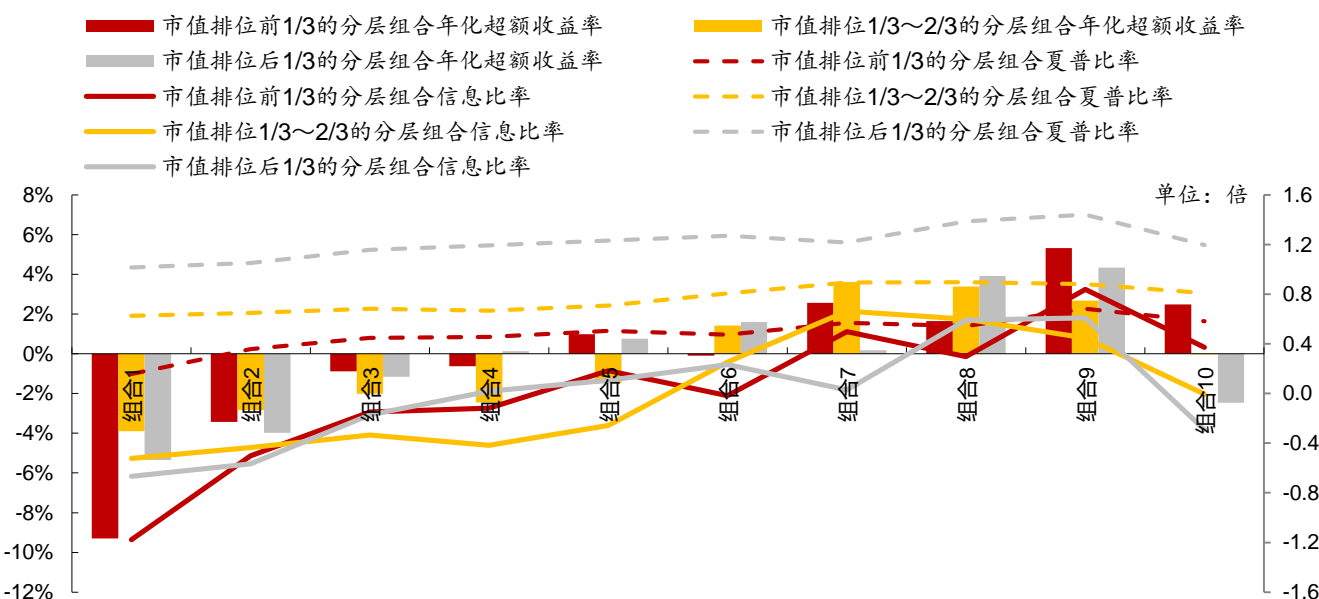 市值排位前1/3的分层组合年化超额收益率
市值排位1/3～2/3的分层组合年化超额收益率
市值排位后1/3的分层组合年化超额收益率
市值排位前1/3的分层组合夏普比率
市值排位前1/3的分层组合信息比率
市值排位1/3～2/3的分层组合夏普比率
市值排位1/3～2/3的分层组合信息比率
市值排位后1/3的分层组合夏普比率
市值排位后1/3的分层组合信息比率
单位：倍
8%
6%
4%
2%
0%
-2%
-4%
-6%
-8%
-10%
-12%
组合1
组合2
组合3
组合4
组合5
组合6
组合7
组合8
组合9
组合10
1.6
1.2
0.8
0.4
0.0
-0.4
-0.8
-1.2
-1.6